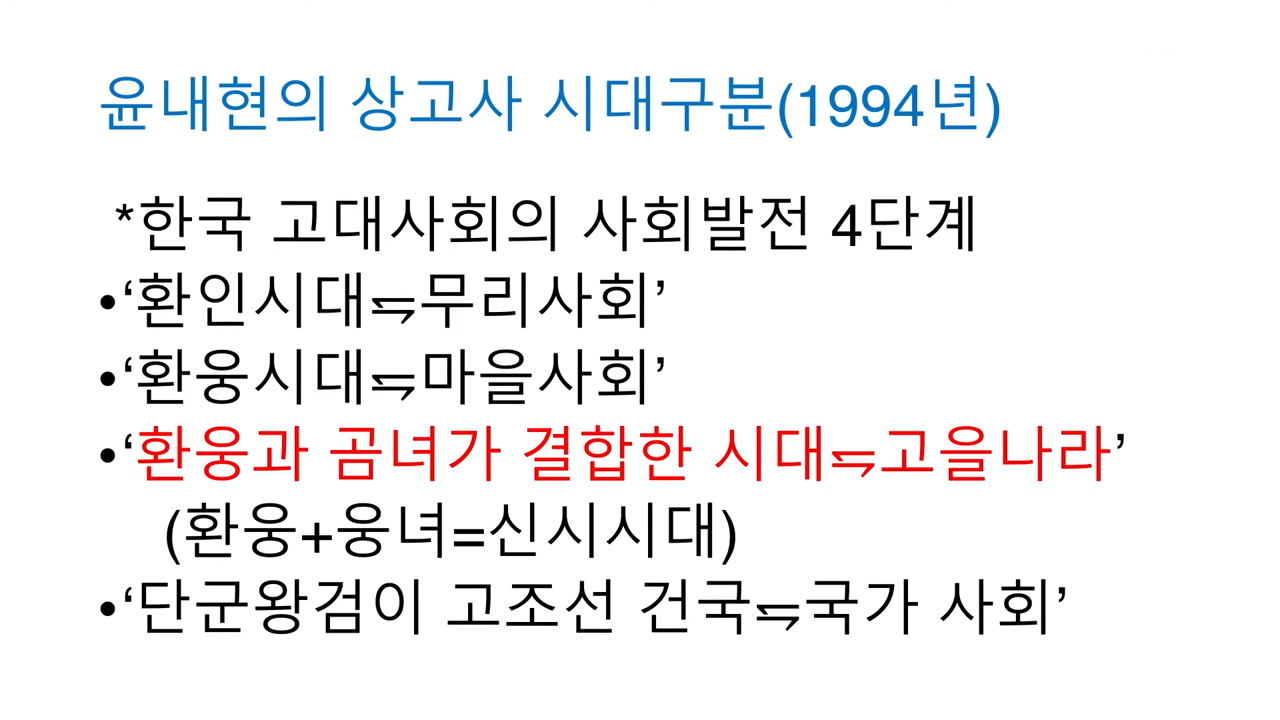 윤내현의 상고사 시대구분(1994년)
*한국 고대사회의 사회발전 4단계
•‘환인시대⇋무리사회’
•‘환웅시대⇋마을사회’
•‘환웅과 곰녀가 결합한 시대⇋고을나라’
(환웅+웅녀=신시시대)
•‘단군왕검이 고조선 건국⇋국가 사회’